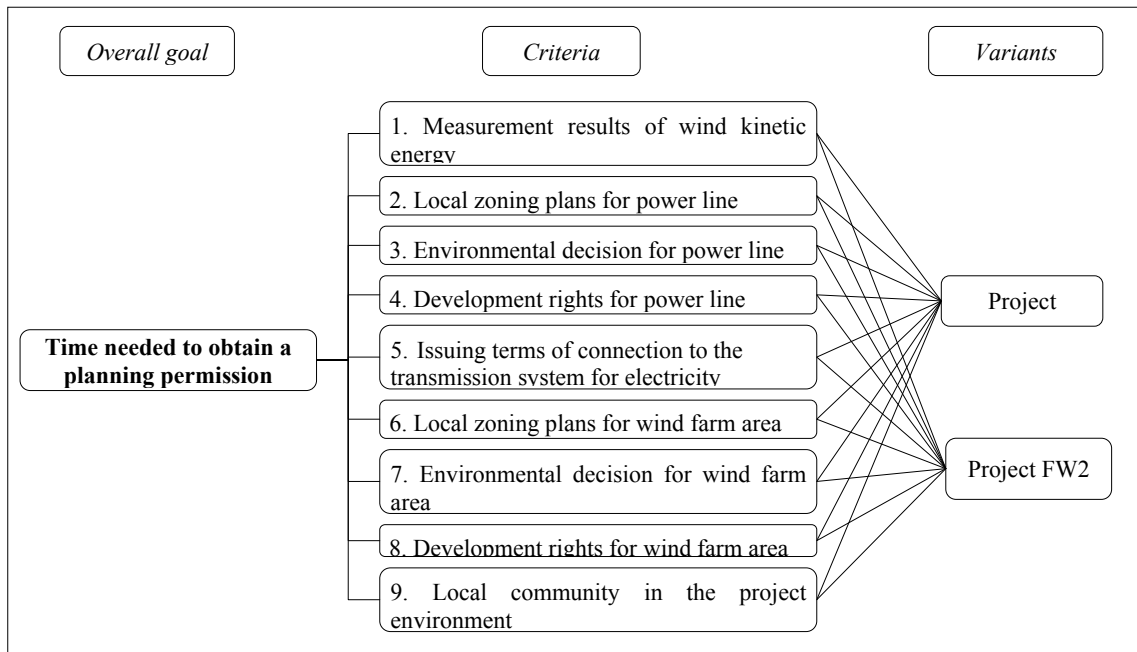 Overall goal
Criteria
Variants
1. Measurement results of wind kinetic
energy
2. Local zoning plans for power line
3. Environmental decision for power line
4. Development rights for power line
5. Issuing terms of connection to the
transmission system for electricity
6. Local zoning plans for wind farm area
7. Environmental decision for wind farm
area
8. Development rights for wind farm area
9. Local community in the project
environment
Time needed to obtain a
planning permission
Project
Project FW2